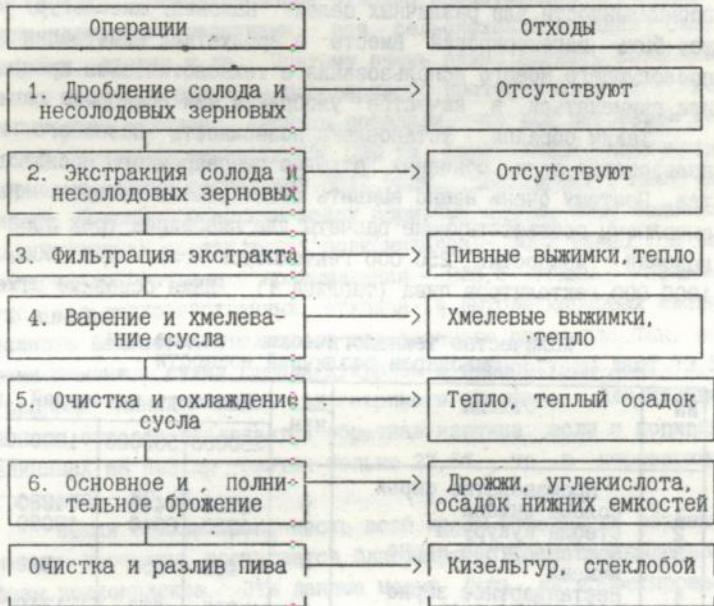 Операции
Отходы
1. Дробление солода и
несолодовых зерновых
Отсутствуют
2. Экстракция солода и
несолодовых зерновых
Отсутствуют
3. Фильтрация экстракта
Пивные выжимки, тепло
4. Варение и хмелева-
ние сусла
Хмелевые выжимки,
тепло
5. Очистка и охлаждение
сусла
Тепло, теплый осадок
6. Основное и полни-
тельное брожение
Дрожжи, углекислота,
осадок нижних емкостей
Очистка и разлив пива
Кизельгур, стеклобой